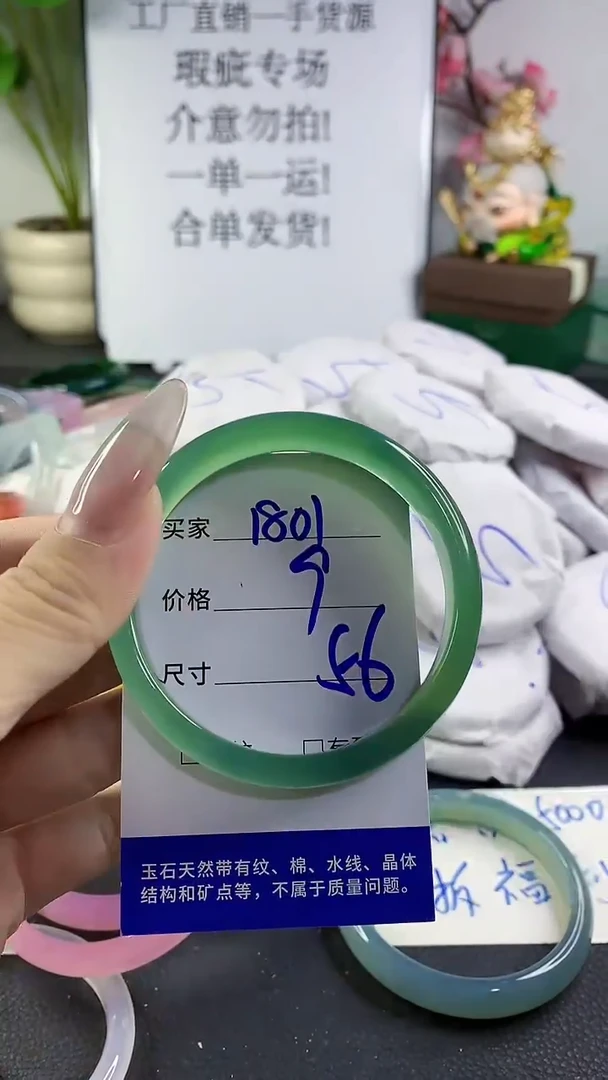 工厂直销一手货源
瑕疵专场
介意勿拍!
一单一运!
合单发货!
买家 1801
价格 9
尺寸 56
玉石天然带有纹、棉、水线、晶体
结构和矿点等，不属于质量问题。
5000
板 福